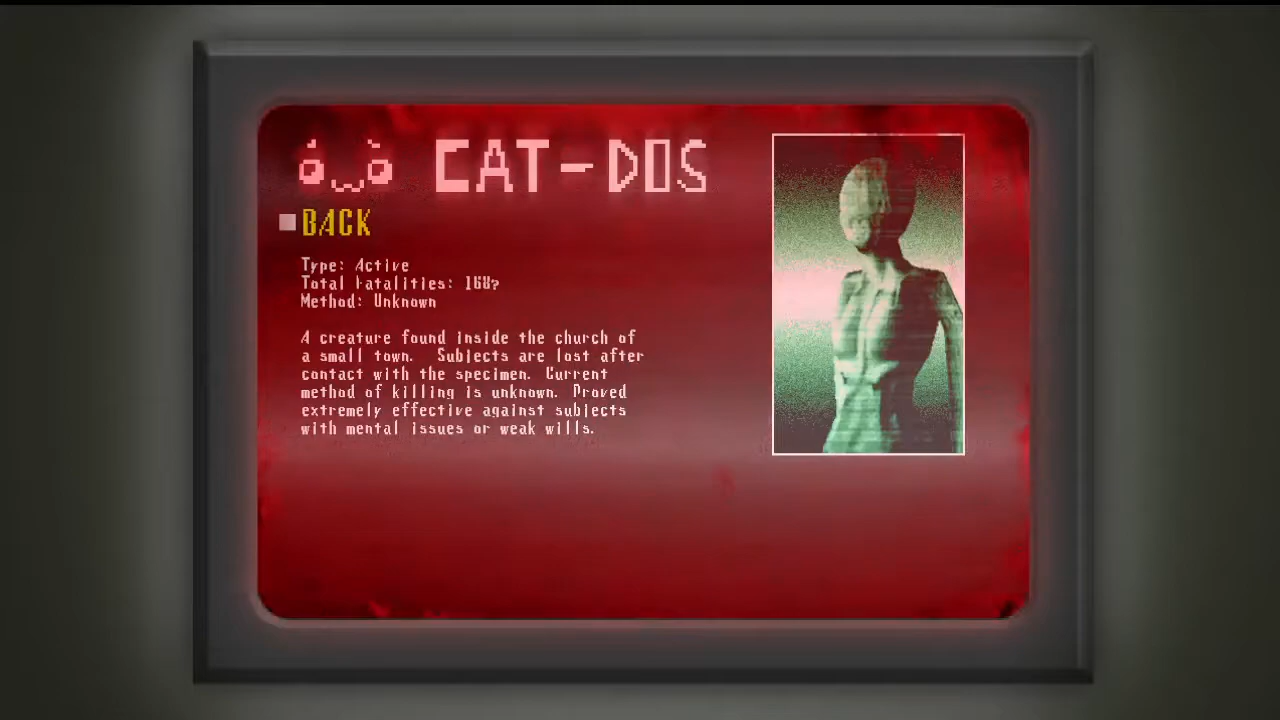 CAT-DOS
BACK
Type: Active
Total Fatalities: 168?
Method: Unknown
A creature found inside the church of
a small town. Subjects are lost after
contact with the specimen. Current
method of killing is unknown. Proved
extremely effective against subjects
with mental issues or weak wills.